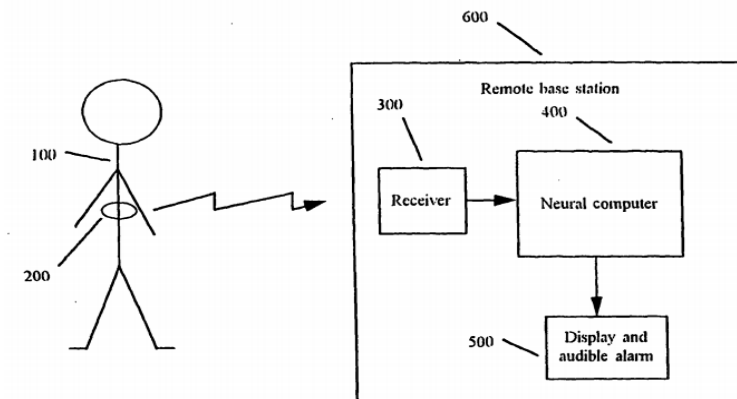 600
Remote base station
300
400
100
Receiver
Neural computer
200
500
Display and
audible alarm